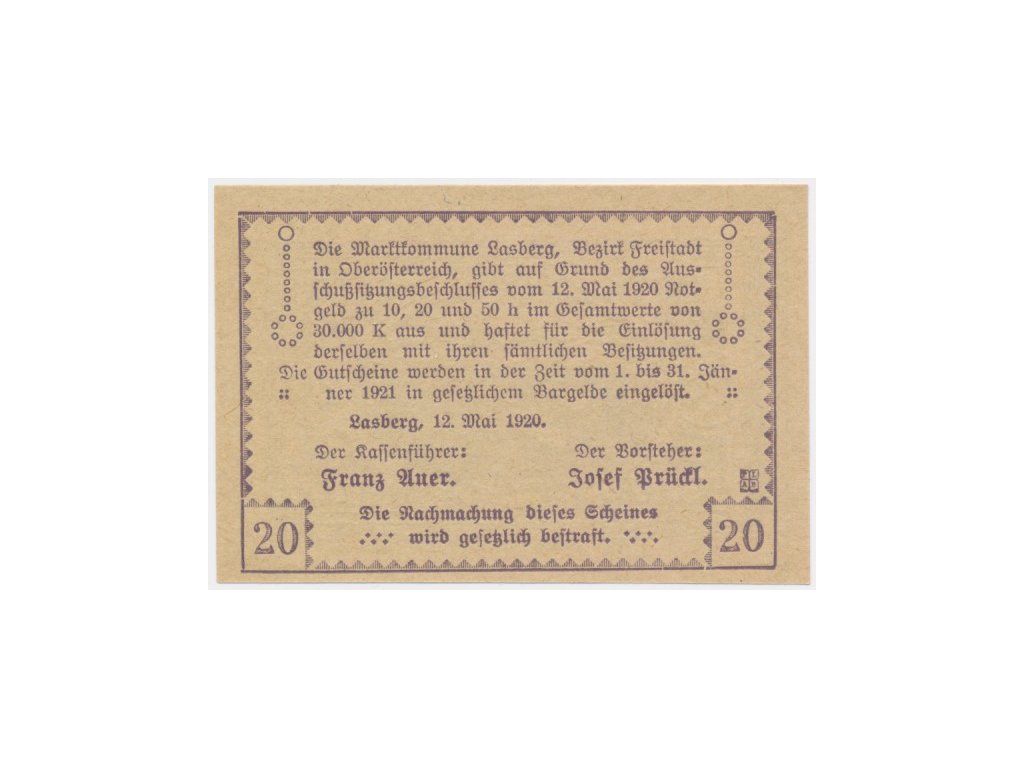 Die Marktkommune Lasberg, Bezirk Freistadt
in Oberösterreich, gibt auf Grund des Aus-
schußsitzungsbeschlusses vom 12. Mai 1920 Not-
geld zu 10, 20 und 50 h im Gesamtwerte von
30.000 K aus und haftet für die Einlösung
derselben mit ihren sämtlichen Besitzungen.
Die Gutscheine werden in der Zeit vom 1. bis 31. Jän-
ner 1921 in gesetzlichem Bargelde eingelöst.
Lasberg, 12. Mai 1920.
Der Kassenführer: Der Vorsteher:
Franz Auer. Josef Prückl.
Die Nachmachung dieses Scheines
wird gesetzlich bestraft.
20 20